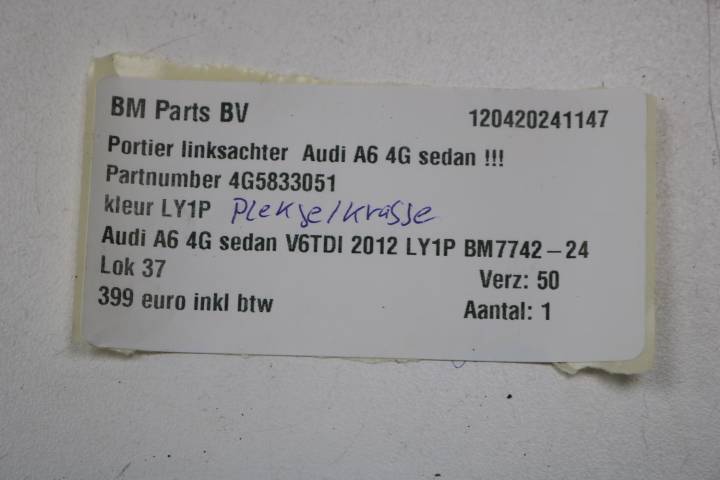 BM Parts BV 120420241147
Portier linksachter Audi A6 4G sedan !!!
Partnumber 4G5833051
kleur LY1P Plekje/krasse
Audi A6 4G sedan V6TDI 2012 LY1P BM7742-24
Lok 37 Verz: 50
399 euro inkl btw Aantal: 1